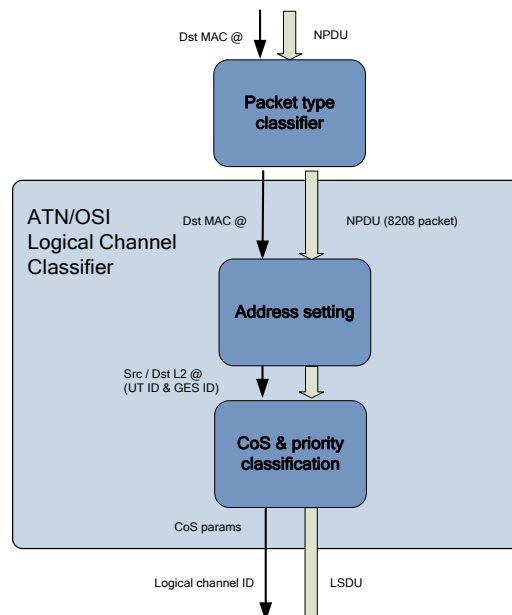 Dst MAC @
NPDU
Packet type
classifier
ATN/OSI
Logical Channel
Classifier
Dst MAC @
NPDU (8208 packet)
Address setting
Src / Dst L2 @
(UT ID & GES ID)
CoS & priority
classification
CoS params
Logical channel ID
LSDU